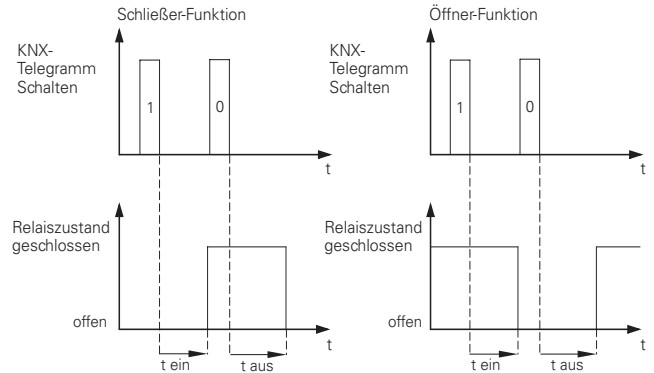 Schließer-Funktion
KNX-
Telegramm
Schalten
1
0
t
Relaiszustand
geschlossen
offen
t
t ein
t aus
Öffner-Funktion
KNX-
Telegramm
Schalten
1
0
t
Relaiszustand
geschlossen
offen
t
t ein
t aus